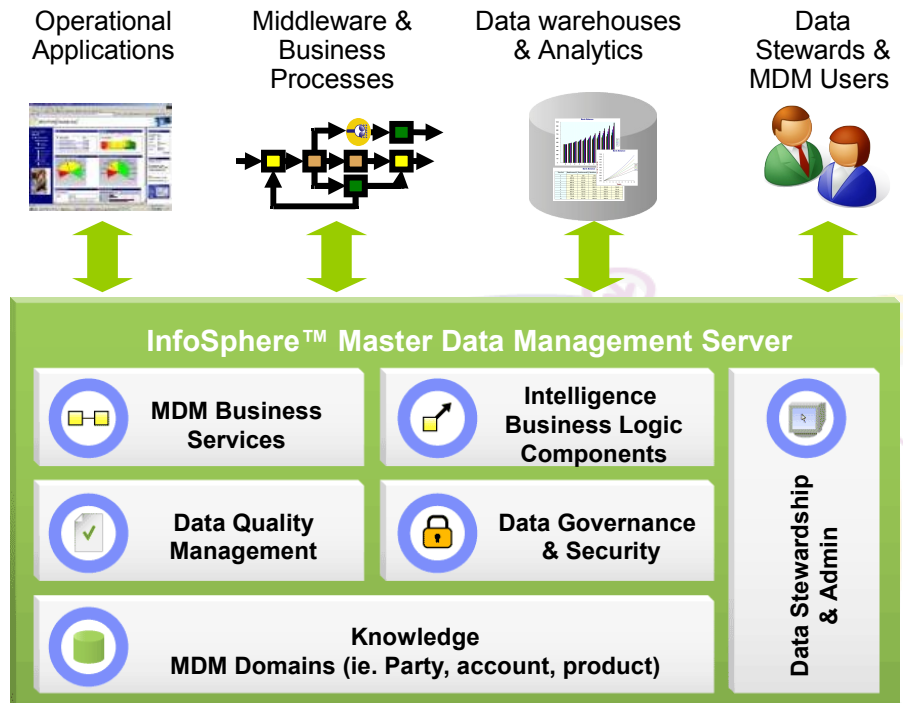 Operational
Applications
Middleware &
Business
Processes
Data warehouses
& Analytics
Data
Stewards &
MDM Users
InfoSphere™ Master Data Management Server
MDM Business
Services
Intelligence
Business Logic
Components
Data Quality
Management
Data Governance
& Security
Knowledge
MDM Domains (ie. Party, account, product)
Data Stewardship
& Admin